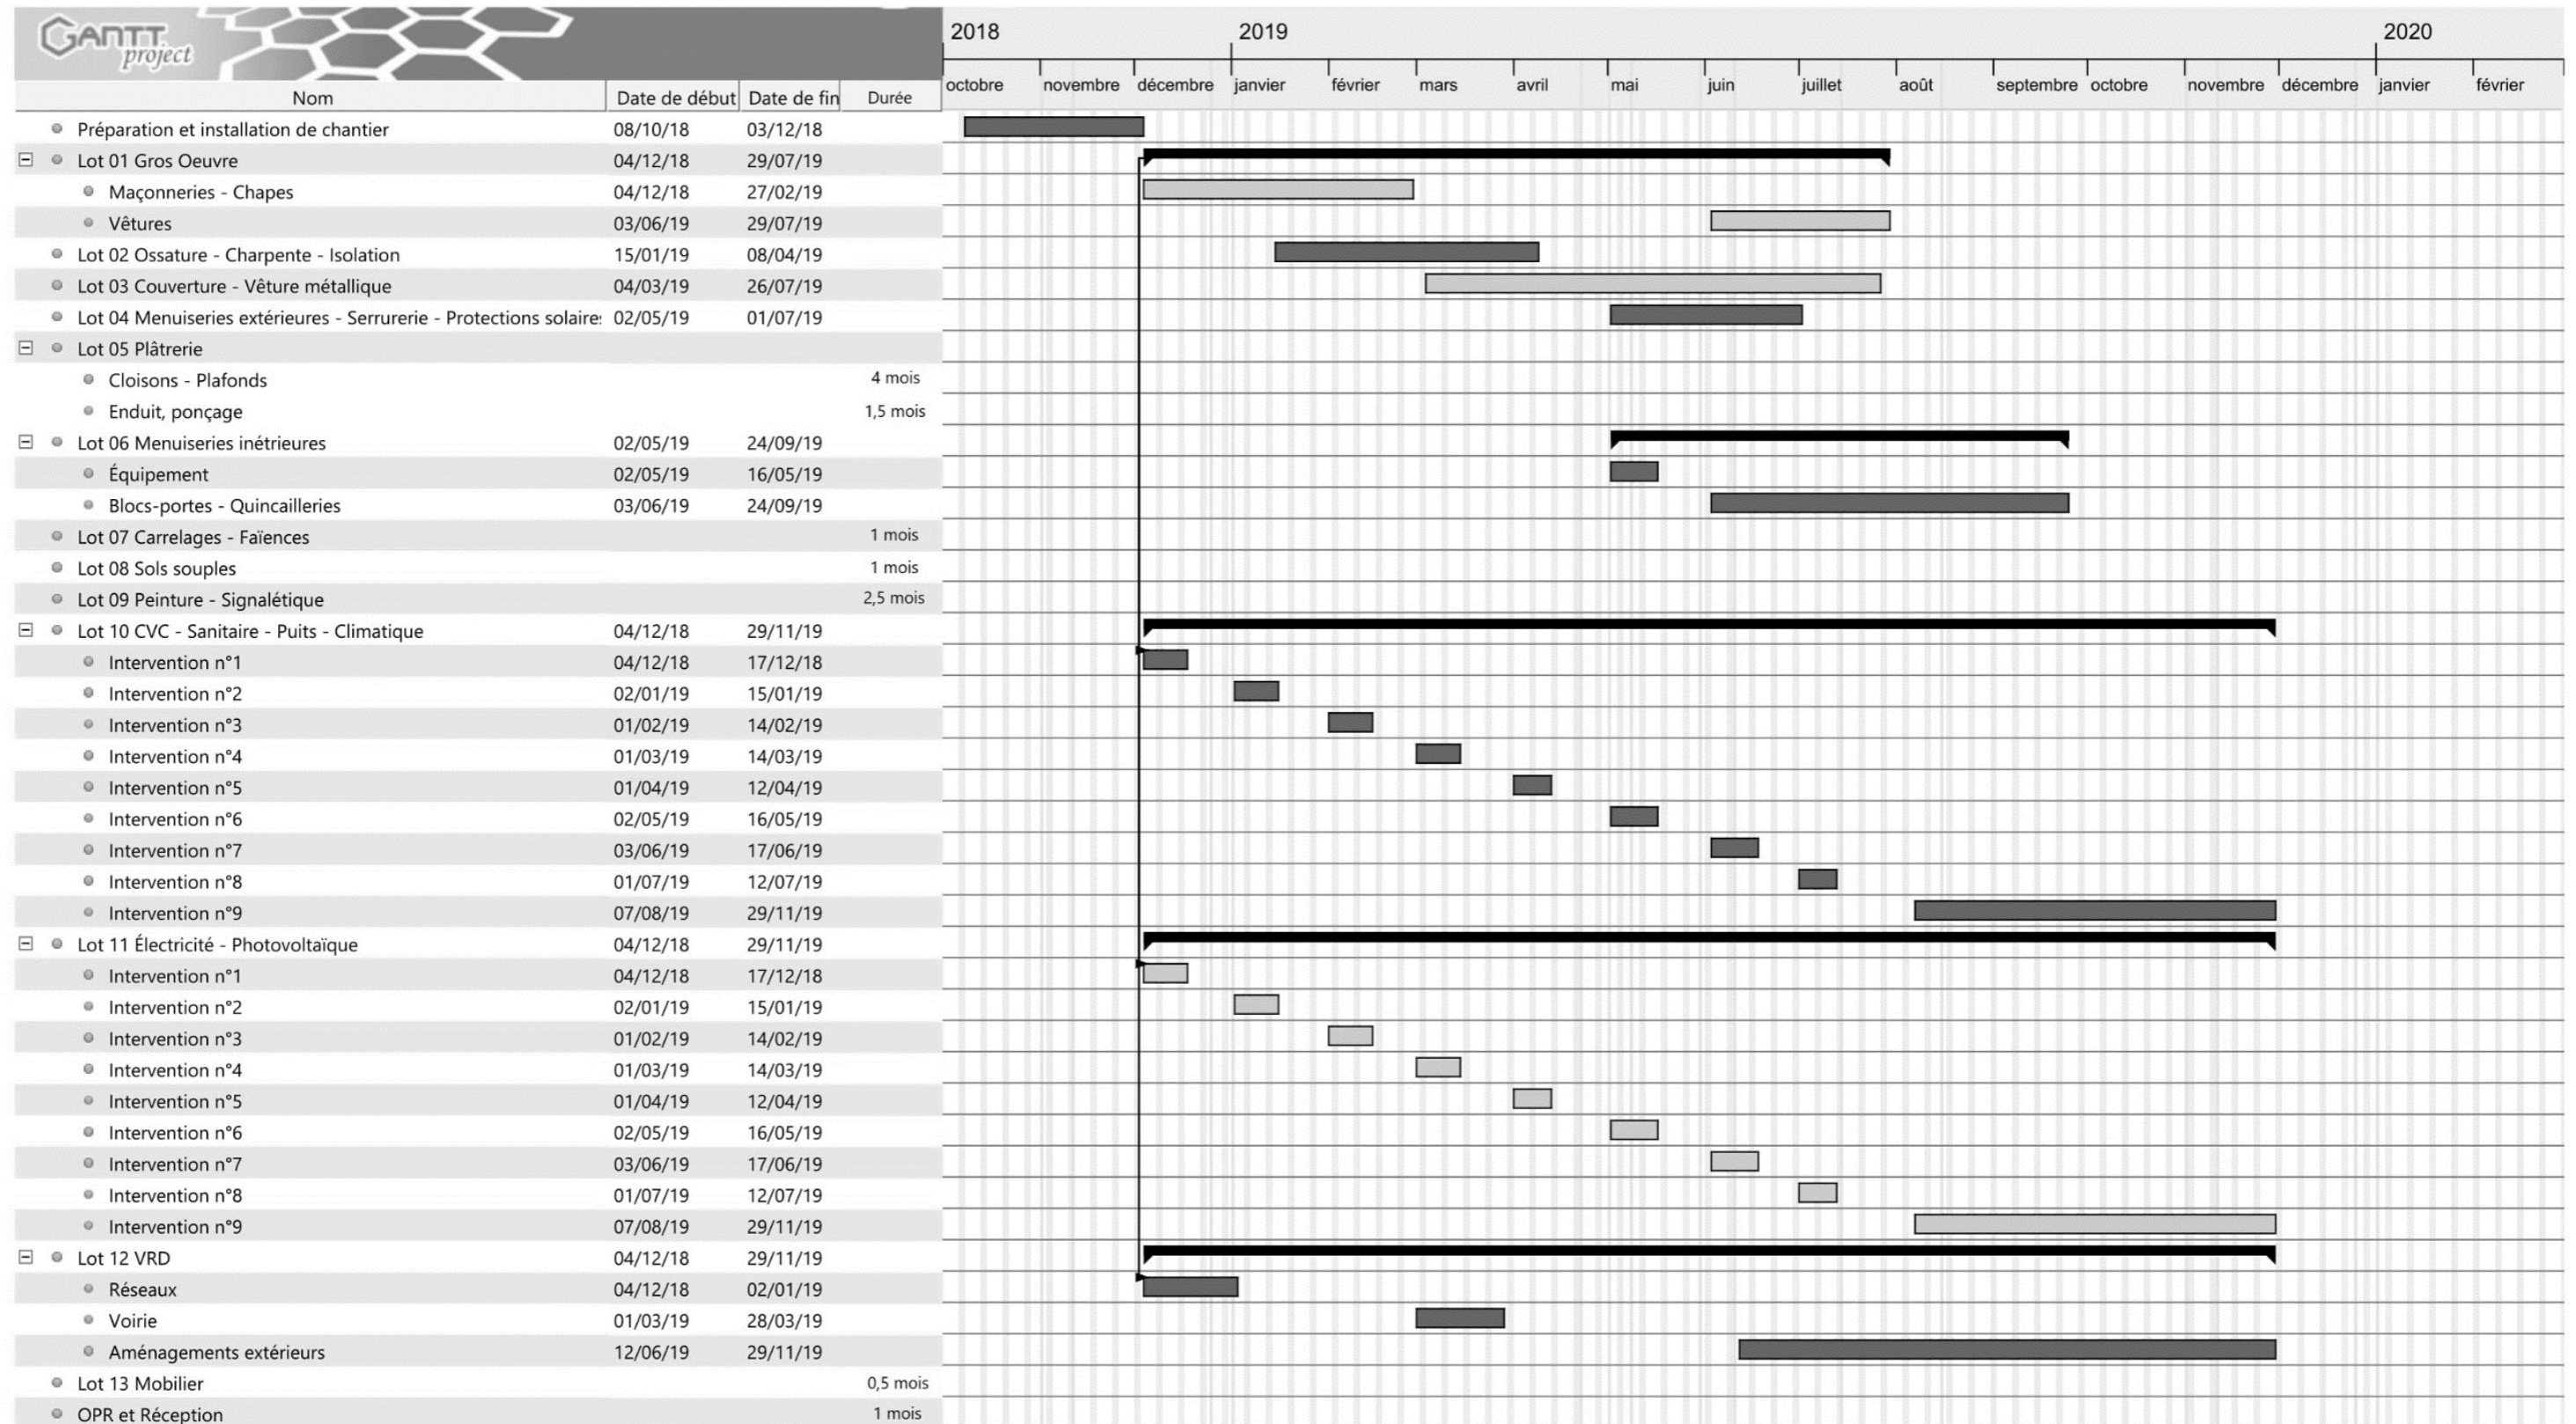 GANTT
project
2018 2019 2020
octobre novembre décembre janvier février mars avril mai juin juillet août septembre octobre novembre décembre janvier février
Nom Date de début Date de fin Durée
Préparation et installation de chantier 08/10/18 03/12/18
Lot 01 Gros Oeuvre 04/12/18 29/07/19
Maçonneries - Chapes 04/12/18 27/02/19
Vêtures 03/06/19 29/07/19
Lot 02 Ossature - Charpente - Isolation 15/01/19 08/04/19
Lot 03 Couverture - Vêture métallique 04/03/19 26/07/19
Lot 04 Menuiseries extérieures - Serrurerie - Protections solaire 02/05/19 01/07/19
Lot 05 Plâtrerie
Cloisons - Plafonds 4 mois
Enduit, ponçage 1,5 mois
Lot 06 Menuiseries inétrieures 02/05/19 24/09/19
Équipement 02/05/19 16/05/19
Blocs-portes - Quincailleries 03/06/19 24/09/19
Lot 07 Carrelages - Faïences 1 mois
Lot 08 Sols souples 1 mois
Lot 09 Peinture - Signalétique 2,5 mois
Lot 10 CVC - Sanitaire - Puits - Climatique 04/12/18 29/11/19
Intervention n°1 04/12/18 17/12/18
Intervention n°2 02/01/19 15/01/19
Intervention n°3 01/02/19 14/02/19
Intervention n°4 01/03/19 14/03/19
Intervention n°5 01/04/19 12/04/19
Intervention n°6 02/05/19 16/05/19
Intervention n°7 03/06/19 17/06/19
Intervention n°8 01/07/19 12/07/19
Intervention n°9 07/08/19 29/11/19
Lot 11 Électricité - Photovoltaïque 04/12/18 29/11/19
Intervention n°1 04/12/18 17/12/18
Intervention n°2 02/01/19 15/01/19
Intervention n°3 01/02/19 14/02/19
Intervention n°4 01/03/19 14/03/19
Intervention n°5 01/04/19 12/04/19
Intervention n°6 02/05/19 16/05/19
Intervention n°7 03/06/19 17/06/19
Intervention n°8 01/07/19 12/07/19
Intervention n°9 07/08/19 29/11/19
Lot 12 VRD 04/12/18 29/11/19
Réseaux 04/12/18 02/01/19
Voirie 01/03/19 28/03/19
Aménagements extérieurs 12/06/19 29/11/19
Lot 13 Mobilier 0,5 mois
OPR et Réception 1 mois